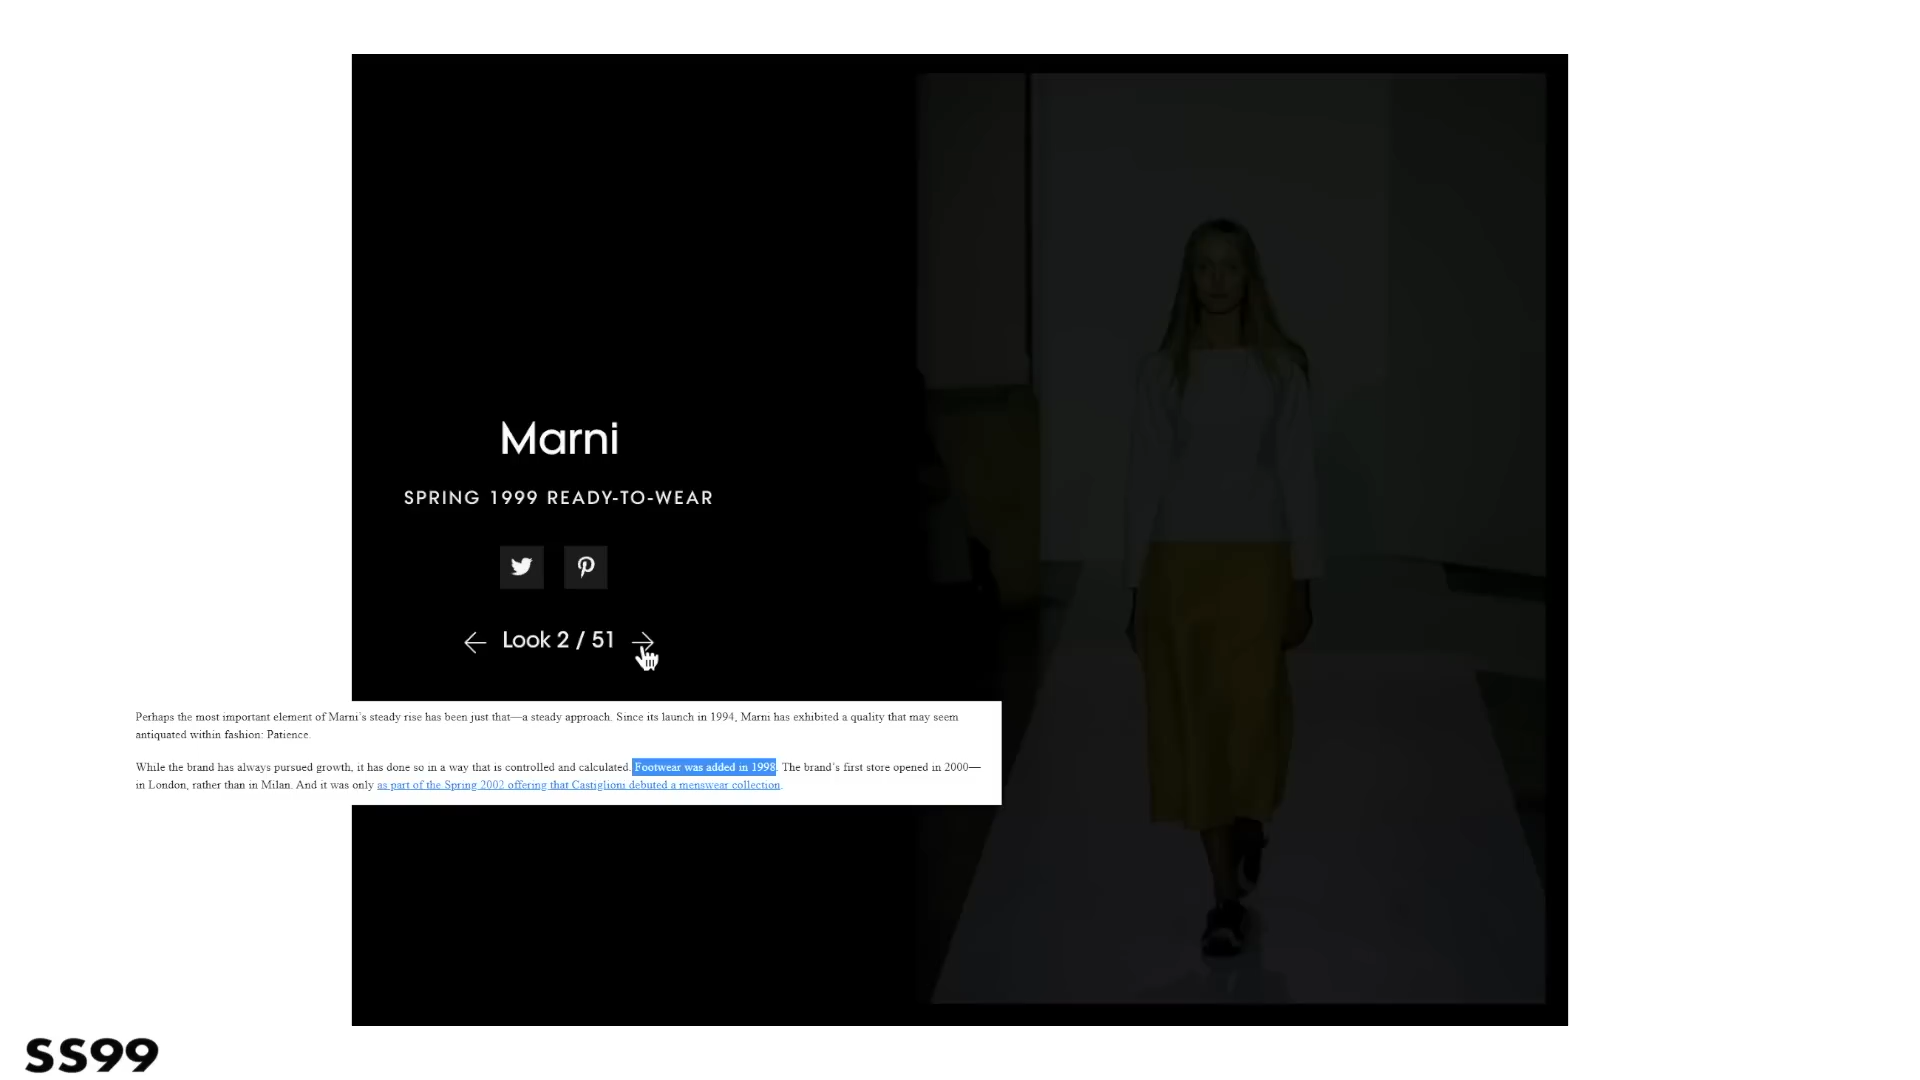 Marni
SPRING 1999 READY-TO-WEAR
Look 2 / 51
Perhaps the most important element of Marni's steady rise has been just that—a steady approach. Since its launch in 1994, Marni has exhibited a quality that may seem
antiquated within fashion: Patience.
While the brand has always pursued growth, it has done so in a way that is controlled and calculated. Footwear was added in 1998. The brand's first store opened in 2000—
in London, rather than in Milan. And it was only as part of the Spring 2002 offering that Castiglioni debuted a menswear collection.
SS99